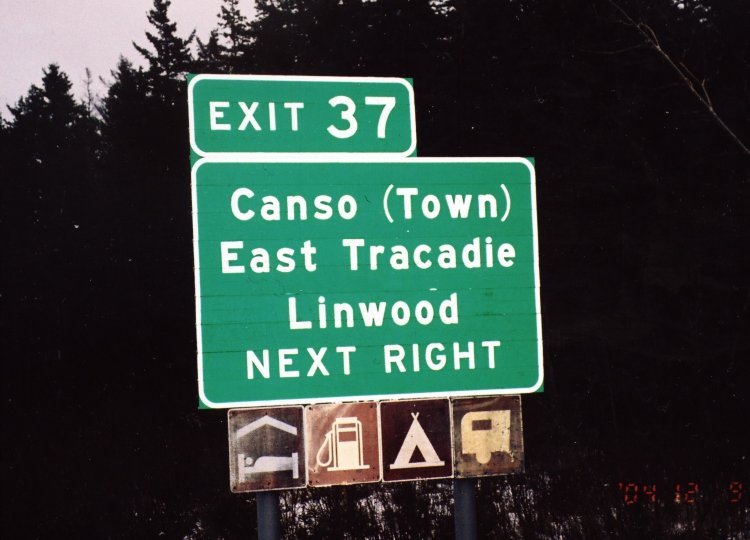 EXIT 37
Canso (Town)
East Tracadie
Linwood
NEXT RIGHT
'04 12 9